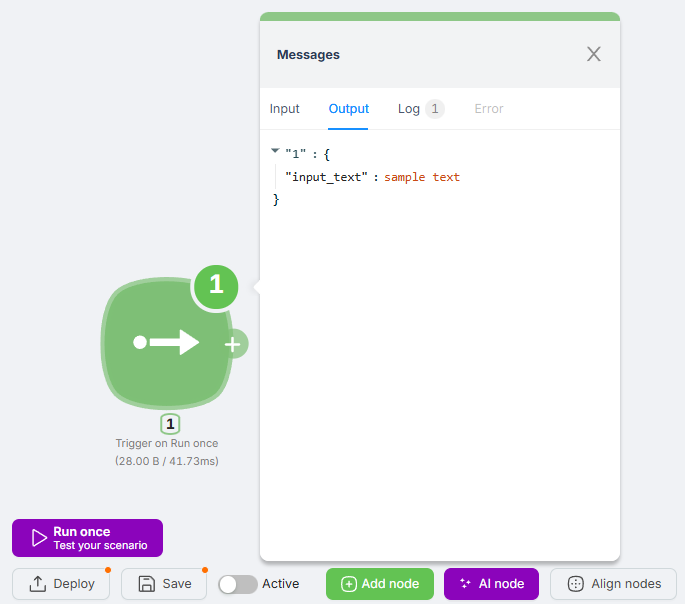 Messages
Input Output Log 1 Error
"1" : {
"input_text" : sample text
}
1
1
Trigger on Run once
(28.00 B / 41.73ms)
Run once
Test your scenario
Deploy Save Active Add node AI node Align nodes